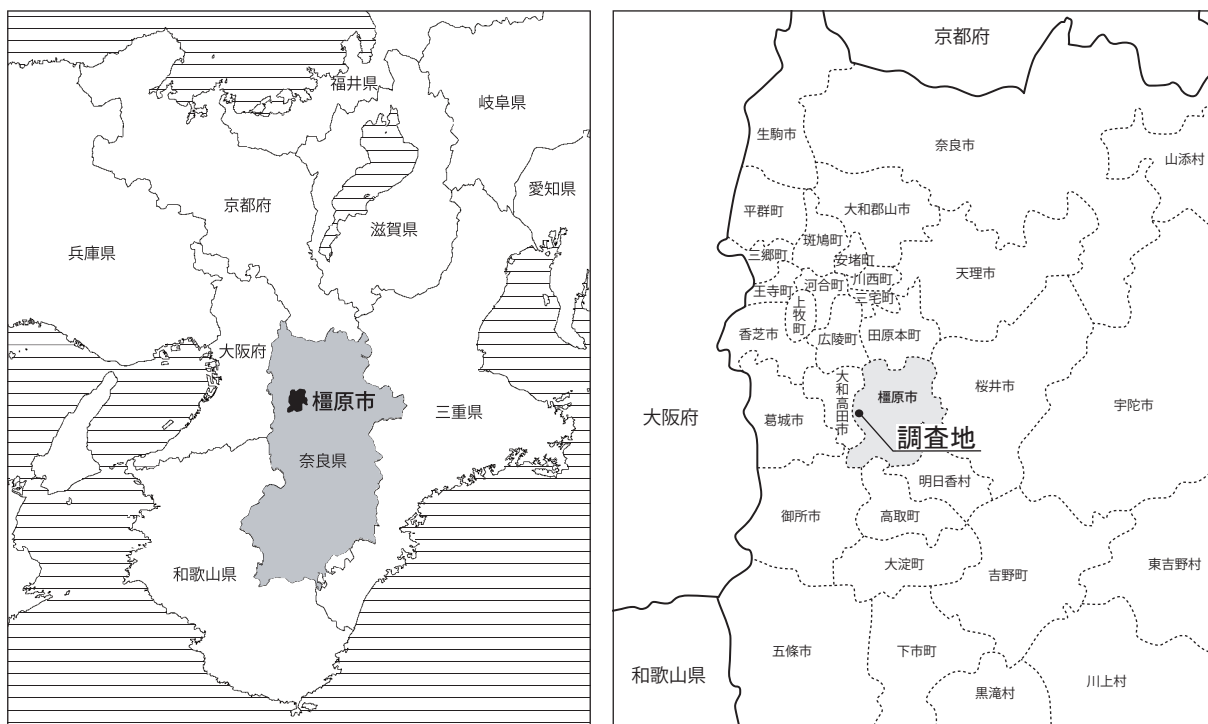 福井県
岐阜県
愛知県
京都府
滋賀県
兵庫県
大阪府
橿原市
三重県
奈良県
和歌山県
京都府
生駒市
奈良市
山添村
平群町
大和郡山市
斑鳩町
三郷町
安堵町
天理市
川西町
河合町
王寺町
三宅町
上牧町
香芝市
広陵町
田原本町
大和高田市
橿原市
桜井市
宇陀市
大阪府
葛城市
調査地
明日香村
御所市
高取町
大淀町
吉野町
東吉野村
五條市
下市町
和歌山県
黒滝村
川上村